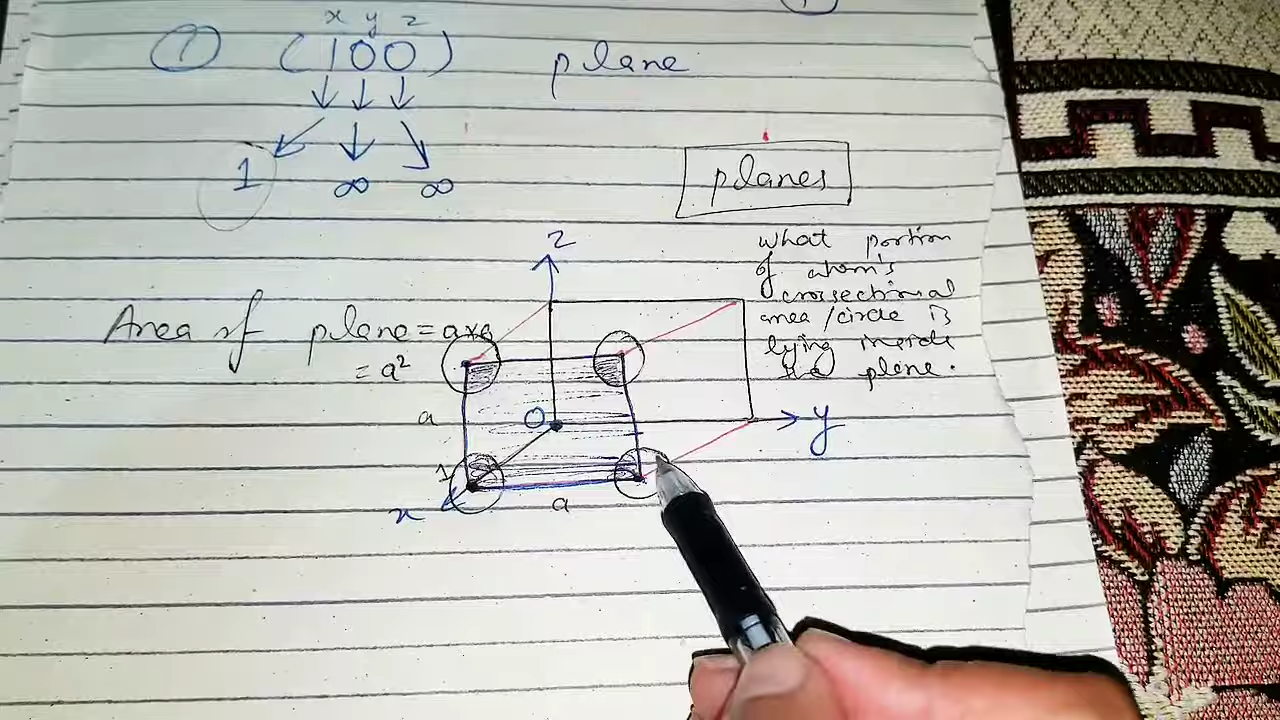 x y z
① (100) plane
1 ∞ ∞
planes
z
what portion
of atom's
crossectional
area/circle is
lying inside
the plane.
Area of plane = axa
= a²
a
O
y
1
x
a